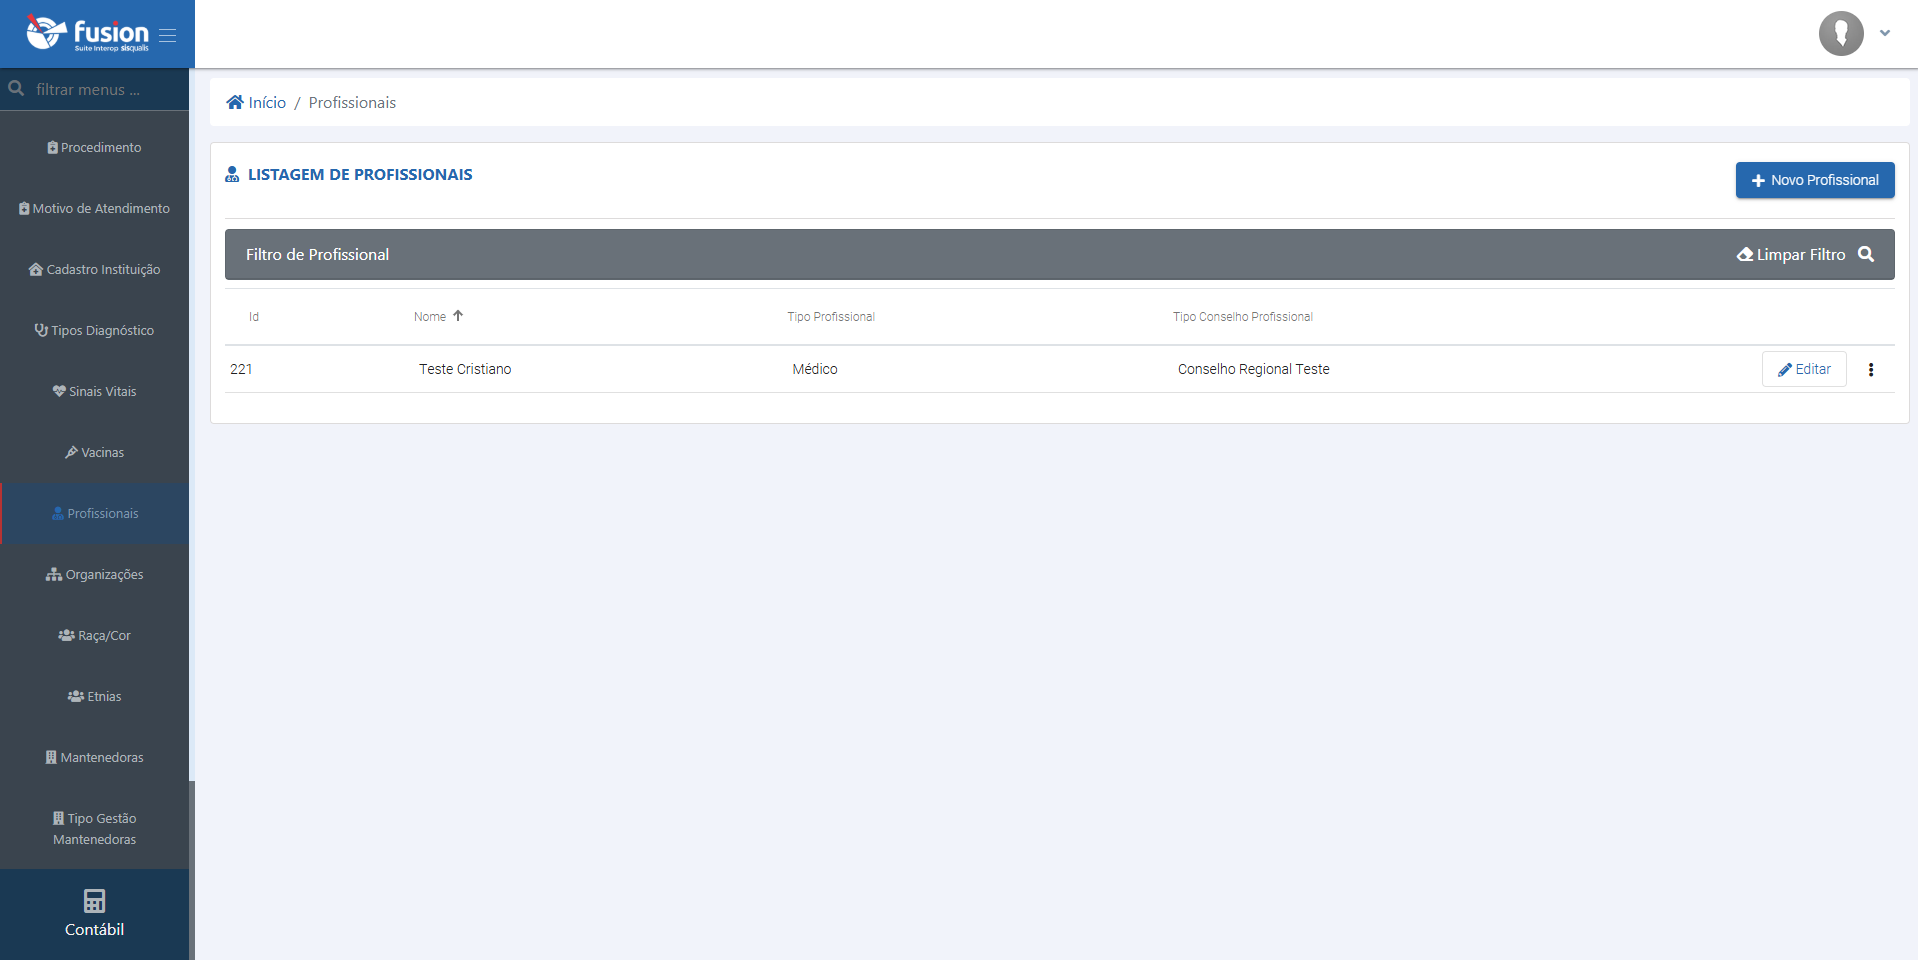 fusion
Suite Interop sisqualis
filtrar menus ...
Procedimento
Motivo de Atendimento
Cadastro Instituição
Tipos Diagnóstico
Sinais Vitais
Vacinas
Profissionais
Organizações
Raça/Cor
Etnias
Mantenedoras
Tipo Gestão
Mantenedoras
Contábil
Início / Profissionais
LISTAGEM DE PROFISSIONAIS
Novo Profissional
Filtro de Profissional
Limpar Filtro
Id Nome Tipo Profissional Tipo Conselho Profissional
221 Teste Cristiano Médico Conselho Regional Teste Editar